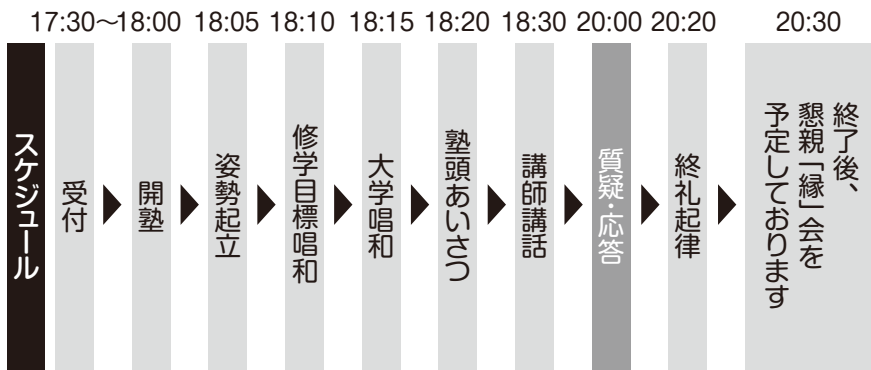 17:30〜18:00 18:05 18:10 18:15 18:20 18:30 20:00 20:20 20:30
スケジュール
受付
開塾
姿勢起立
修学目標唱和
大学唱和
塾頭あいさつ
講師講話
質疑・応答
終礼起律
終了後、
懇親「縁」会を
予定しております